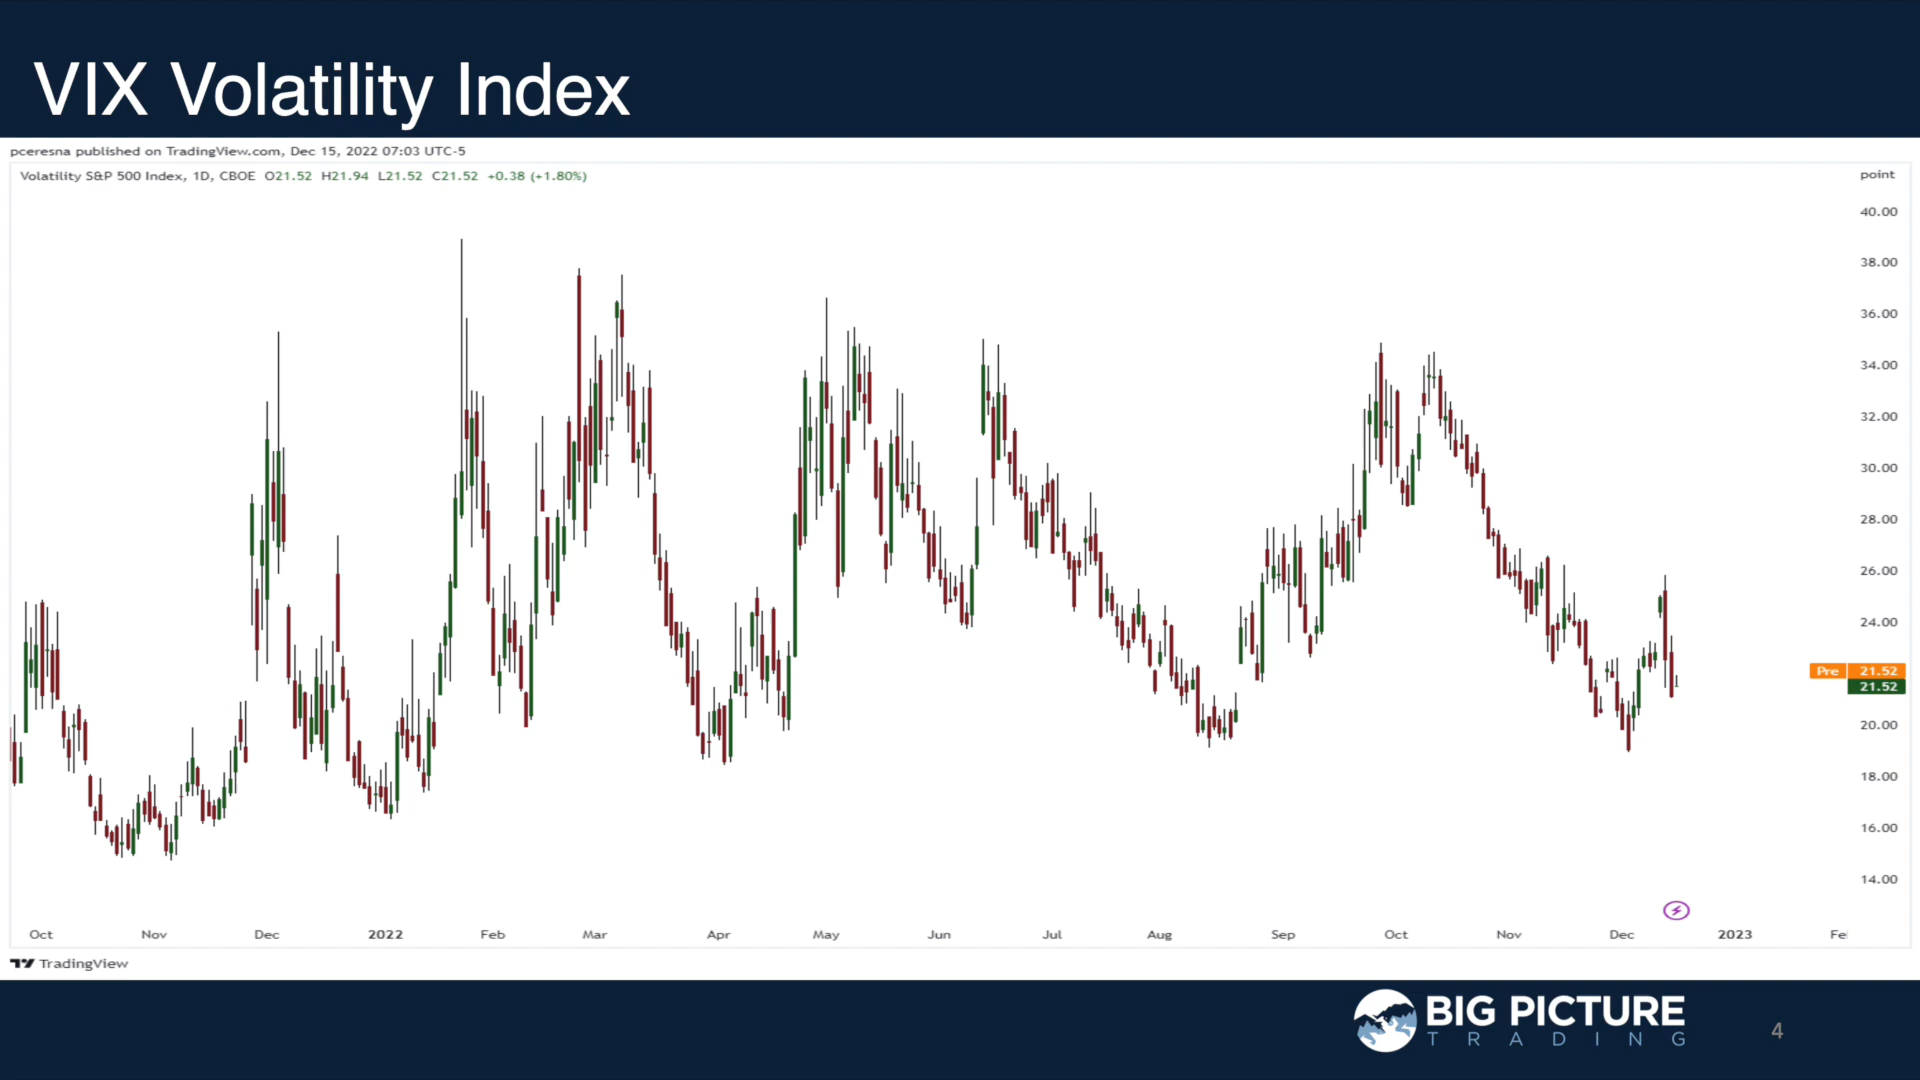 VIX Volatility Index
pceresna published on TradingView.com, Dec 15, 2022 07:03 UTC-5
Volatility S&P 500 Index, 1D, CBOE O21.52 H21.94 L21.52 C21.52 +0.38 (+1.80%)
point
40.00
38.00
36.00
34.00
32.00
30.00
28.00
26.00
24.00
Pre 21.52
21.52
20.00
18.00
16.00
14.00
Oct Nov Dec 2022 Feb Mar Apr May Jun Jul Aug Sep Oct Nov Dec 2023 Fe
TradingView
BIG PICTURE
TRADING
4